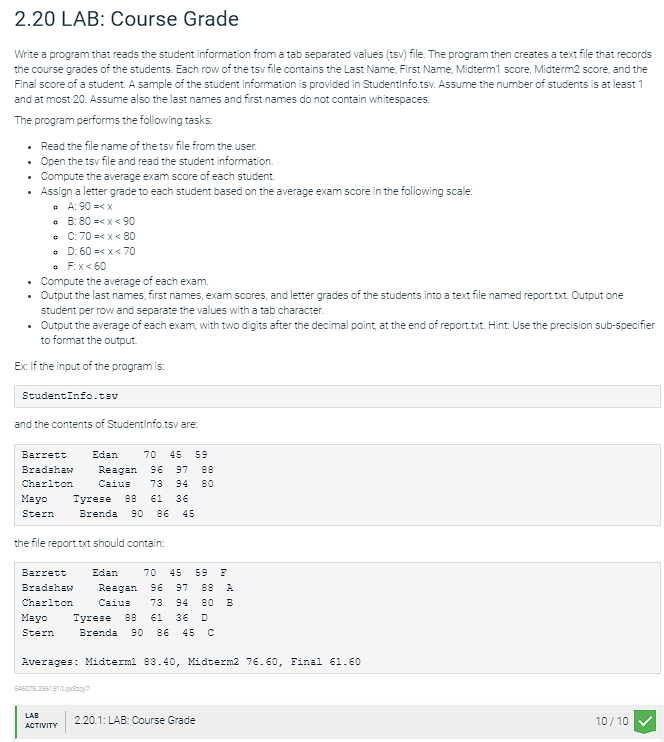 2.20 LAB: Course Grade
Write a program that reads the student information from a tab separated values (tsv) file. The program then creates a text file that records
the course grades of the students. Each row of the tsv file contains the Last Name, First Name, Midterm1 score, Midterm2 score, and the
Final score of a student. A sample of the student information is provided in StudentInfo.tsv. Assume the number of students is at least 1
and at most 20. Assume also the last names and first names do not contain whitespaces.
The program performs the following tasks:
• Read the file name of the tsv file from the user.
• Open the tsv file and read the student information.
• Compute the average exam score of each student.
• Assign a letter grade to each student based on the average exam score in the following scale:
o A: 90 =< x
o B: 80 =< x < 90
o C: 70 =< x < 80
o D: 60 =< x < 70
o F: x < 60
• Compute the average of each exam.
• Output the last names, first names, exam scores, and letter grades of the students into a text file named report.txt. Output one
student per row and separate the values with a tab character.
• Output the average of each exam, with two digits after the decimal point, at the end of report.txt. Hint: Use the precision sub-specifier
to format the output.
Ex: If the input of the program is:
StudentInfo.tsv
and the contents of StudentInfo.tsv are:
Barrett Edan 70 45 59
Bradshaw Reagan 96 97 88
Charlton Caius 73 94 80
Mayo Tyrese 88 61 36
Stern Brenda 90 86 45
the file report.txt should contain:
Barrett Edan 70 45 59 F
Bradshaw Reagan 96 97 88 A
Charlton Caius 73 94 80 B
Mayo Tyrese 88 61 36 D
Stern Brenda 90 86 45 C
Averages: Midterm1 83.40, Midterm2 76.60, Final 61.60
LAB
ACTIVITY
2.20.1: LAB: Course Grade
10 / 10